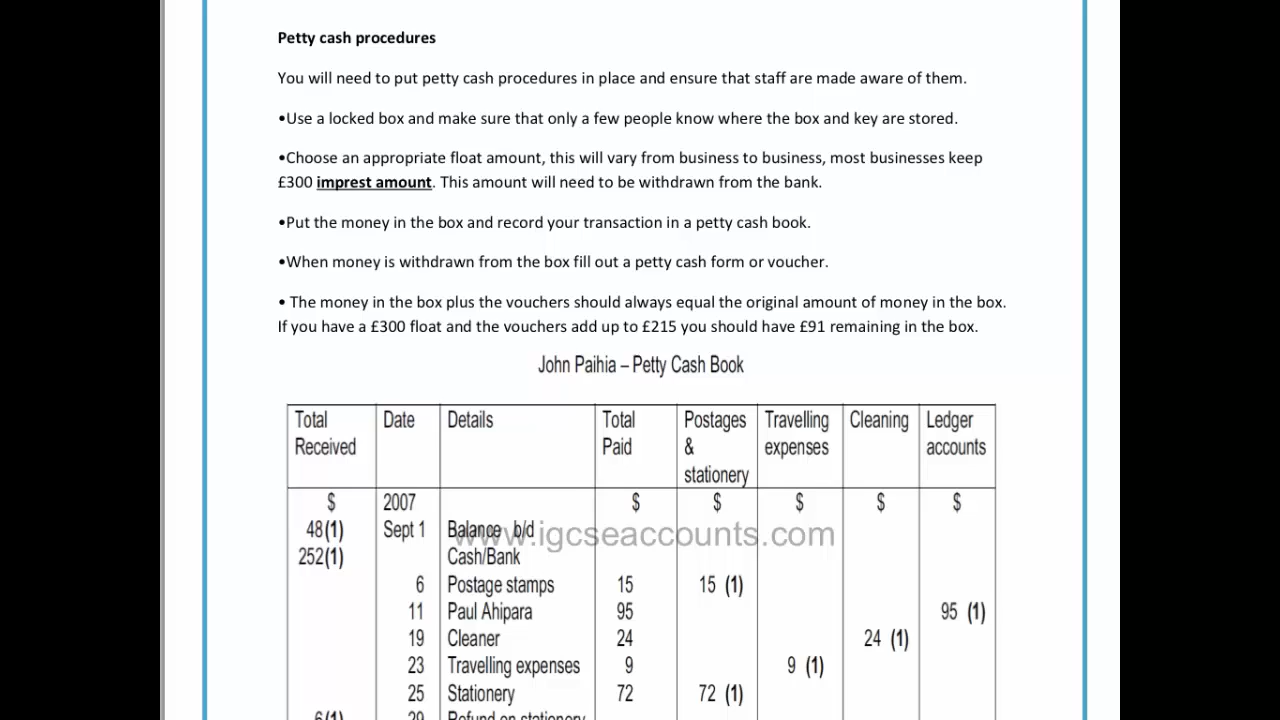 Petty cash procedures
You will need to put petty cash procedures in place and ensure that staff are made aware of them.
•Use a locked box and make sure that only a few people know where the box and key are stored.
•Choose an appropriate float amount, this will vary from business to business, most businesses keep
£300 imprest amount. This amount will need to be withdrawn from the bank.
•Put the money in the box and record your transaction in a petty cash book.
•When money is withdrawn from the box fill out a petty cash form or voucher.
• The money in the box plus the vouchers should always equal the original amount of money in the box.
If you have a £300 float and the vouchers add up to £215 you should have £91 remaining in the box.
John Paihia – Petty Cash Book
Total Date Details Total Postages Travelling Cleaning Ledger
Received Paid & expenses accounts
stationery
$ 2007 $ $ $ $ $
48(1) Sept 1 Balance b/d
www.igcseaccounts.com
252(1) Cash/Bank
6 Postage stamps 15 15 (1)
11 Paul Ahipara 95 95 (1)
19 Cleaner 24 24 (1)
23 Travelling expenses 9 9 (1)
25 Stationery 72 72 (1)
6(1) 29 Refund on stationery